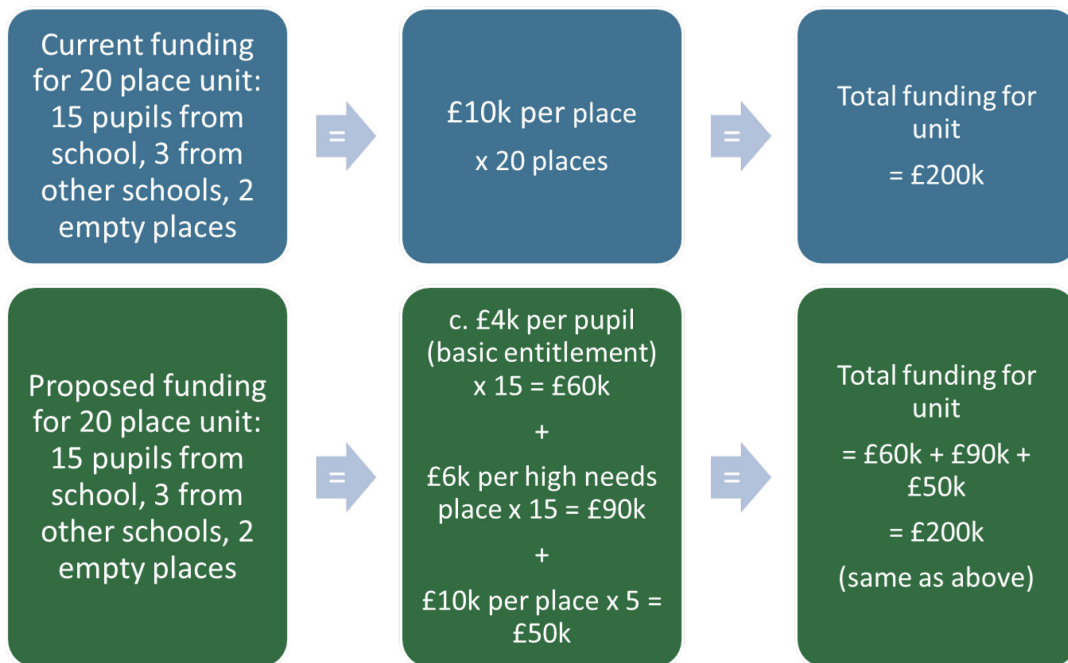 Current funding
for 20 place unit:
15 pupils from
school, 3 from
other schools, 2
empty places
=
£10k per place
x 20 places
=
Total funding for
unit
= £200k
Proposed funding
for 20 place unit:
15 pupils from
school, 3 from
other schools, 2
empty places
=
c. £4k per pupil
(basic entitlement)
x 15 = £60k
+
£6k per high needs
place x 15 = £90k
+
£10k per place x 5 =
£50k
=
Total funding for
unit
= £60k + £90k +
£50k
= £200k
(same as above)